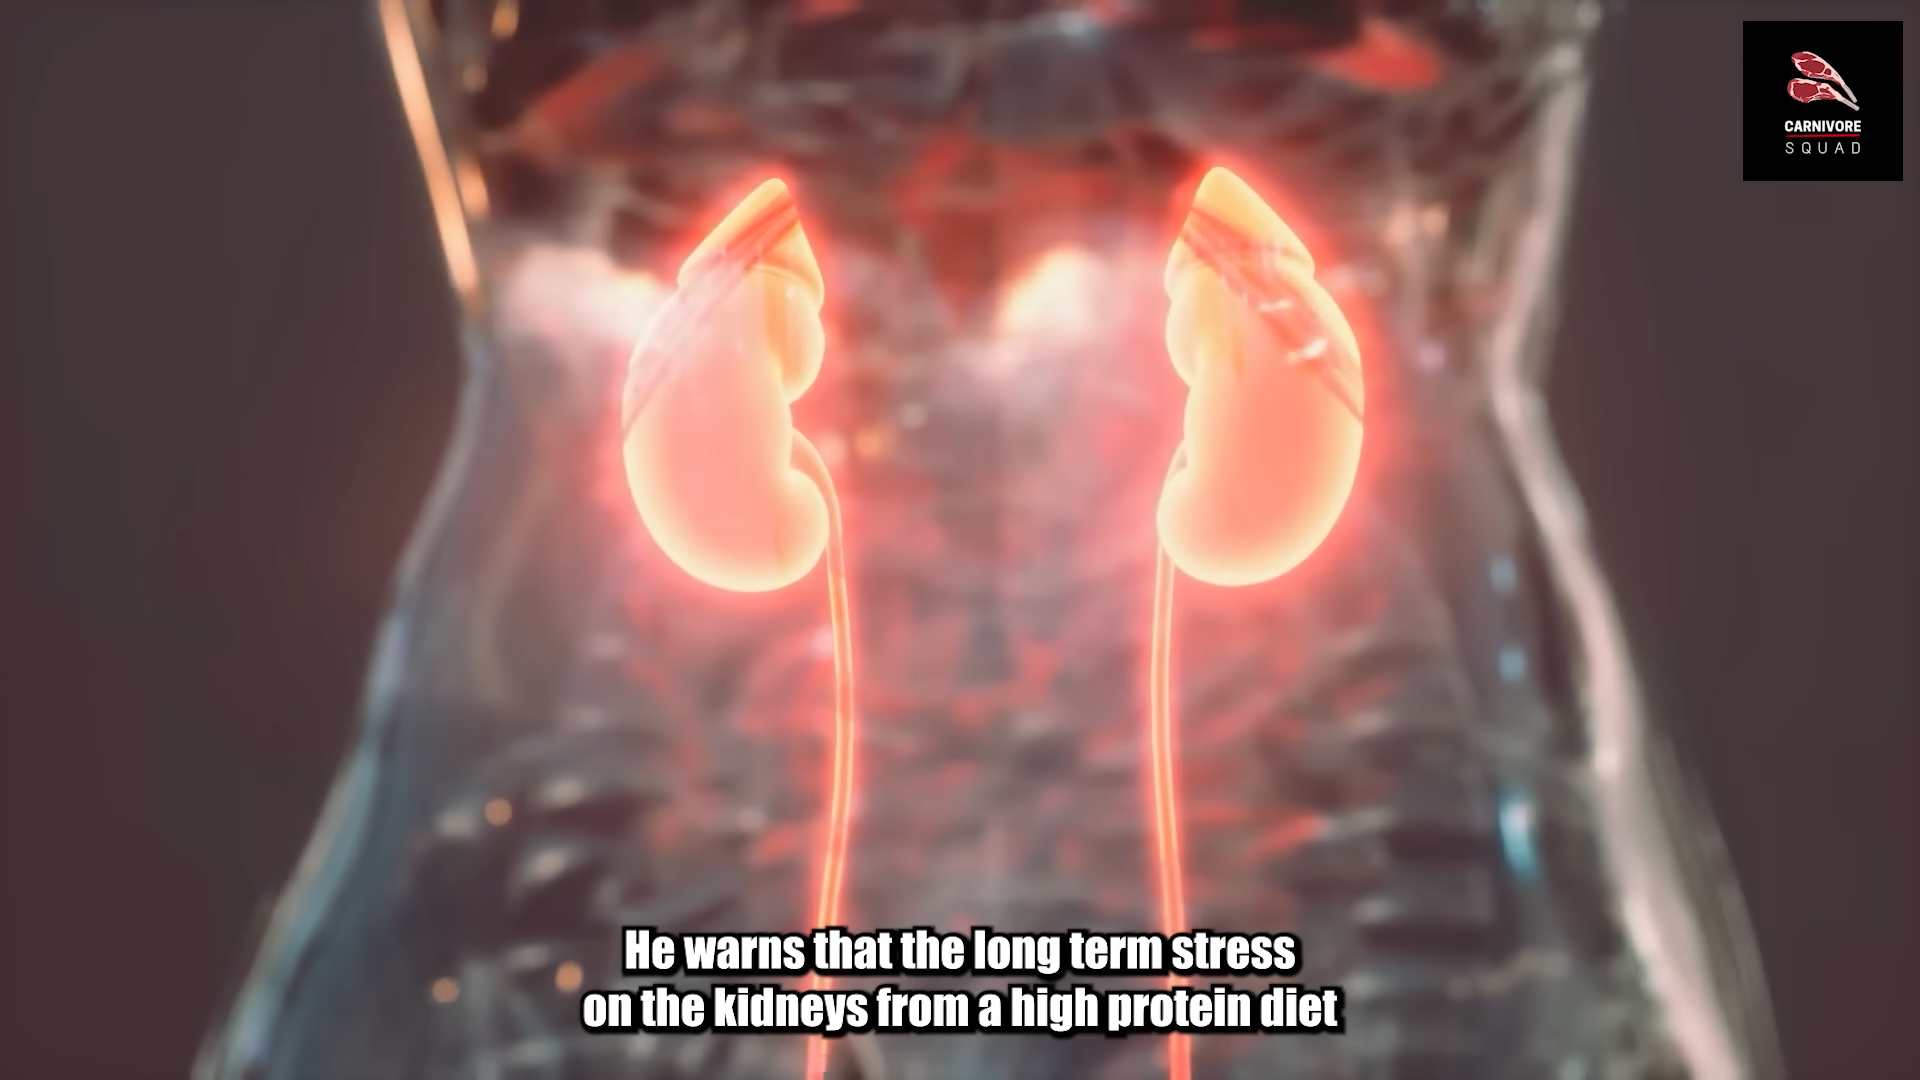 CARNIVORE
SQUAD
He warns that the long term stress
on the kidneys from a high protein diet